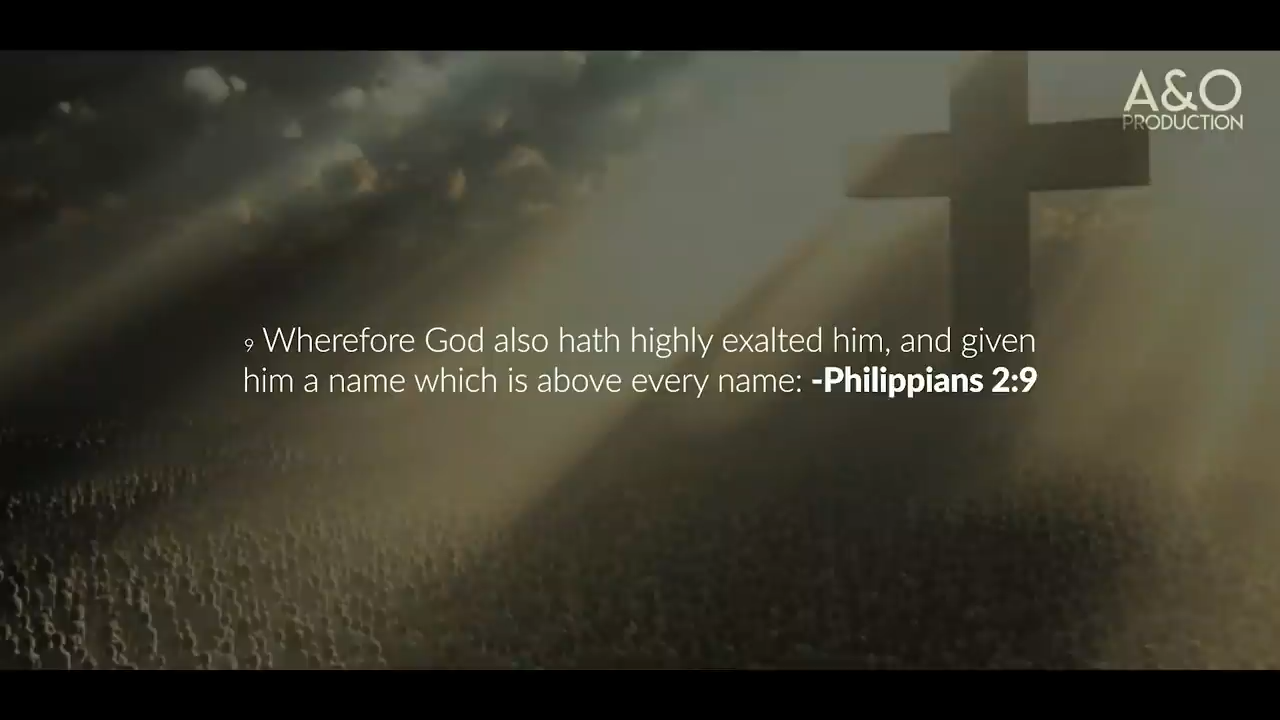 A&O
PRODUCTION
9 Wherefore God also hath highly exalted him, and given
him a name which is above every name: -Philippians 2:9